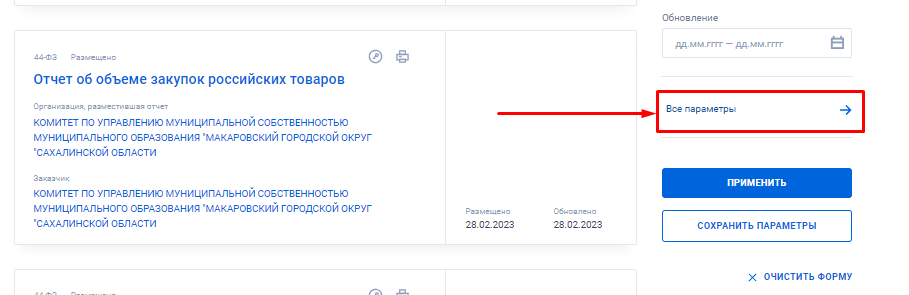 44-ФЗ Размещено
Отчет об объеме закупок российских товаров
Организация, разместившая отчет
КОМИТЕТ ПО УПРАВЛЕНИЮ МУНИЦИПАЛЬНОЙ СОБСТВЕННОСТЬЮ
МУНИЦИПАЛЬНОГО ОБРАЗОВАНИЯ "МАКАРОВСКИЙ ГОРОДСКОЙ ОКРУГ
"САХАЛИНСКОЙ ОБЛАСТИ
Заказчик
КОМИТЕТ ПО УПРАВЛЕНИЮ МУНИЦИПАЛЬНОЙ СОБСТВЕННОСТЬЮ
МУНИЦИПАЛЬНОГО ОБРАЗОВАНИЯ "МАКАРОВСКИЙ ГОРОДСКОЙ ОКРУГ
"САХАЛИНСКОЙ ОБЛАСТИ
Размещено Обновлено
28.02.2023 28.02.2023
44-ФЗ Размещено
Обновление
дд.мм.гггг — дд.мм.гггг
Все параметры
ПРИМЕНИТЬ
СОХРАНИТЬ ПАРАМЕТРЫ
ОЧИСТИТЬ ФОРМУ